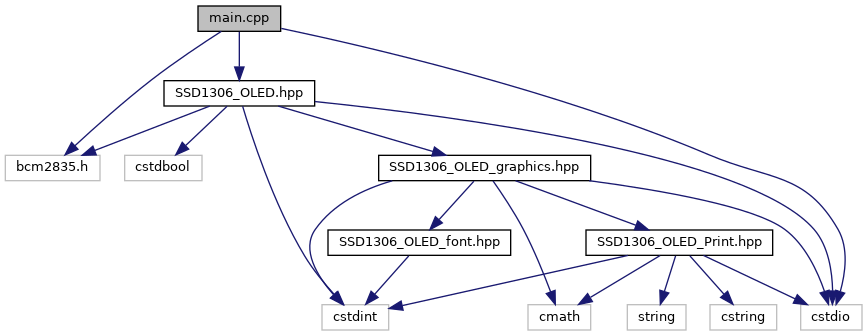 main.cpp
SSD1306_OLED.hpp
bcm2835.h
cstdbool
SSD1306_OLED_graphics.hpp
SSD1306_OLED_font.hpp
SSD1306_OLED_Print.hpp
cstdint
cmath
string
cstring
cstdio